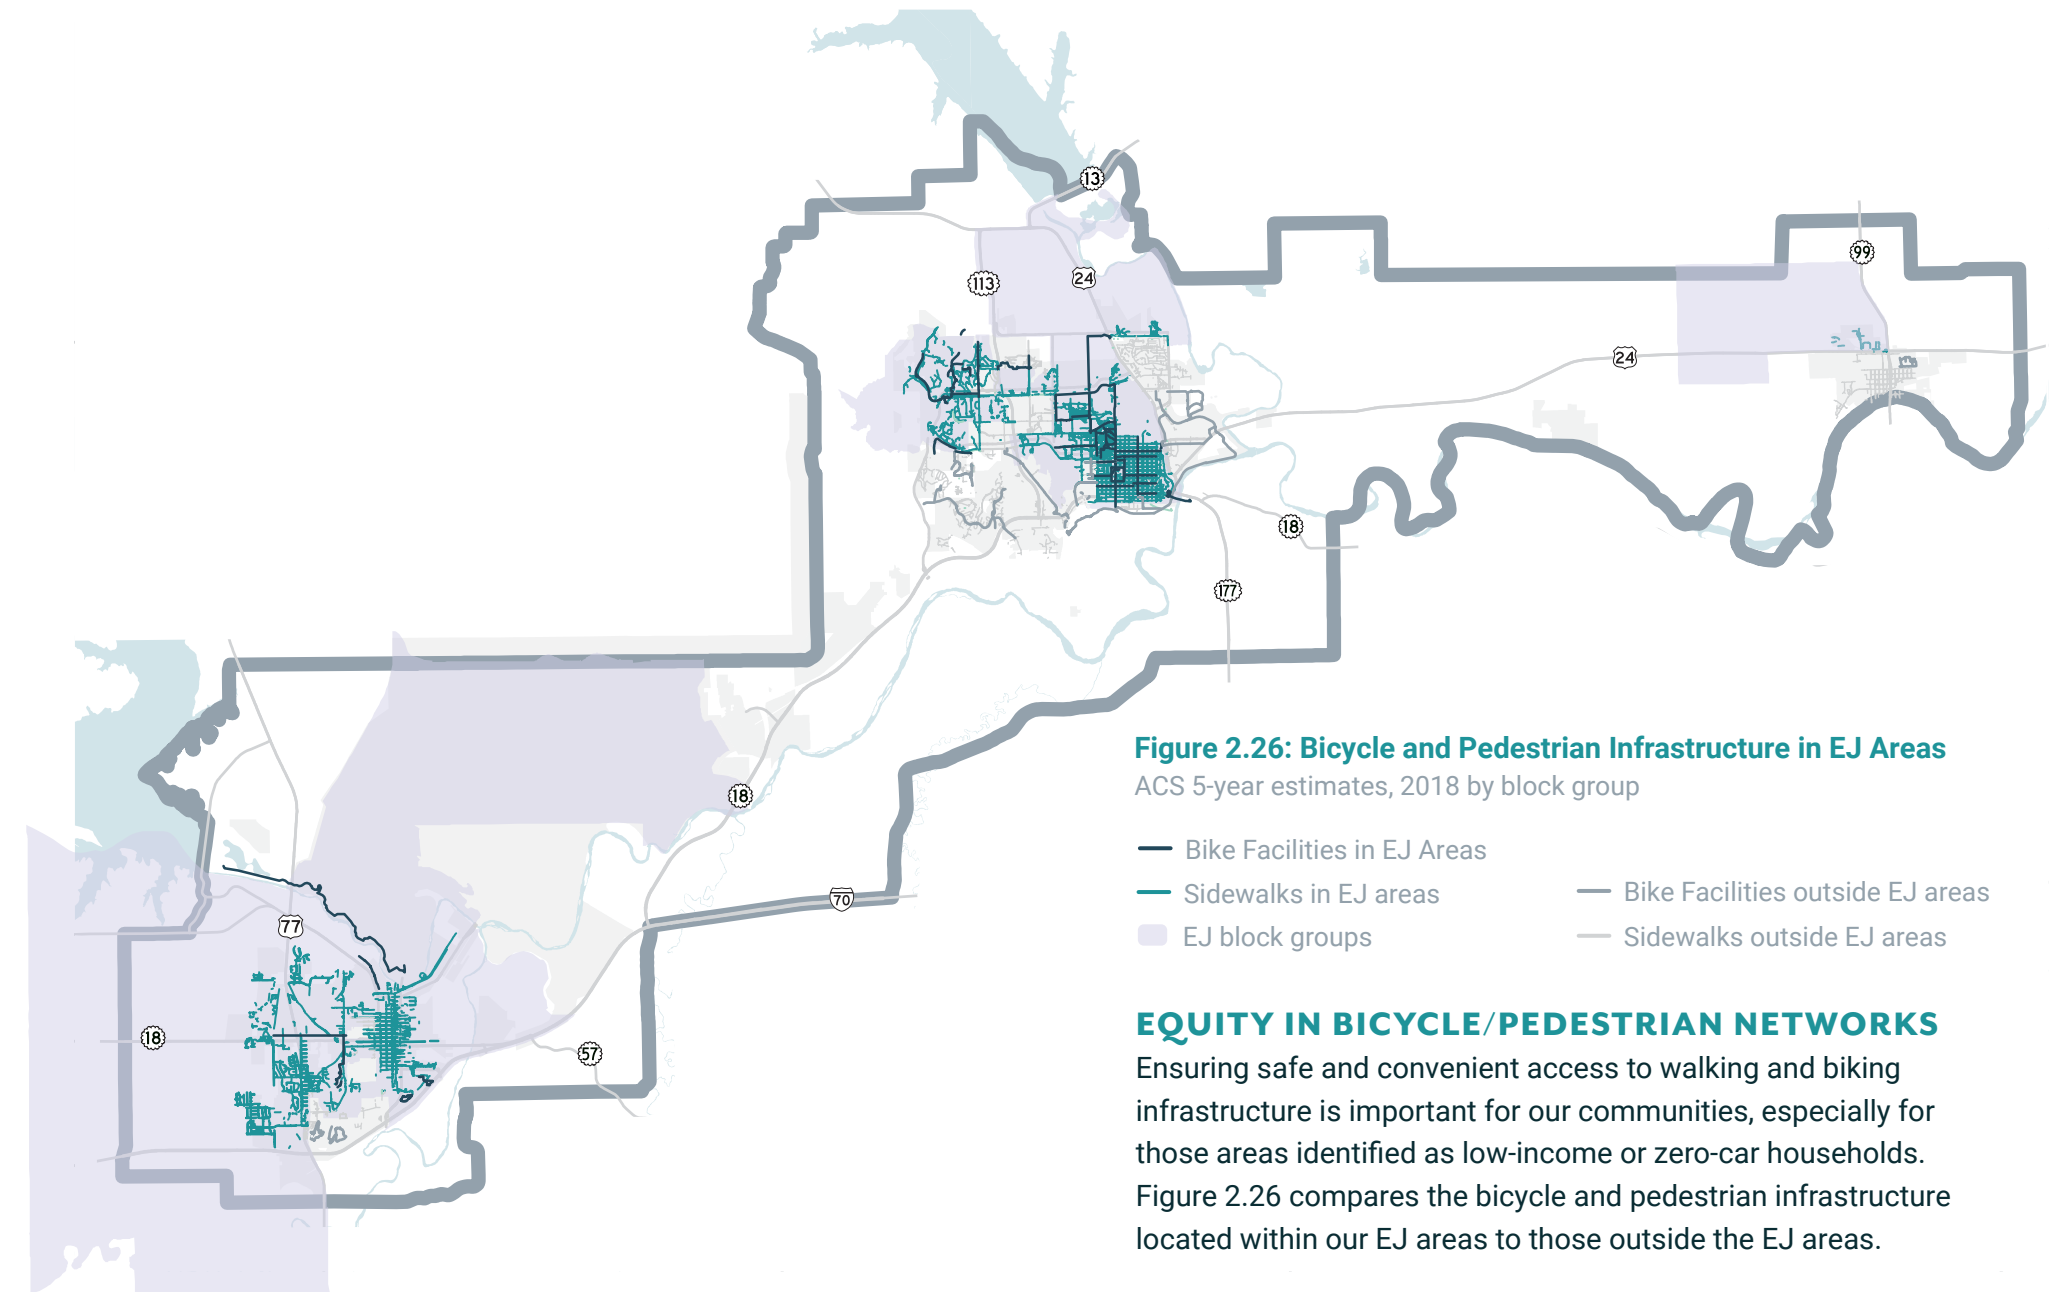 13
99
113
24
24
18
177
18
70
77
18
57
Figure 2.26: Bicycle and Pedestrian Infrastructure in EJ Areas
ACS 5-year estimates, 2018 by block group
Bike Facilities in EJ Areas
Sidewalks in EJ areas
EJ block groups
Bike Facilities outside EJ areas
Sidewalks outside EJ areas
EQUITY IN BICYCLE/PEDESTRIAN NETWORKS
Ensuring safe and convenient access to walking and biking
infrastructure is important for our communities, especially for
those areas identified as low-income or zero-car households.
Figure 2.26 compares the bicycle and pedestrian infrastructure
located within our EJ areas to those outside the EJ areas.